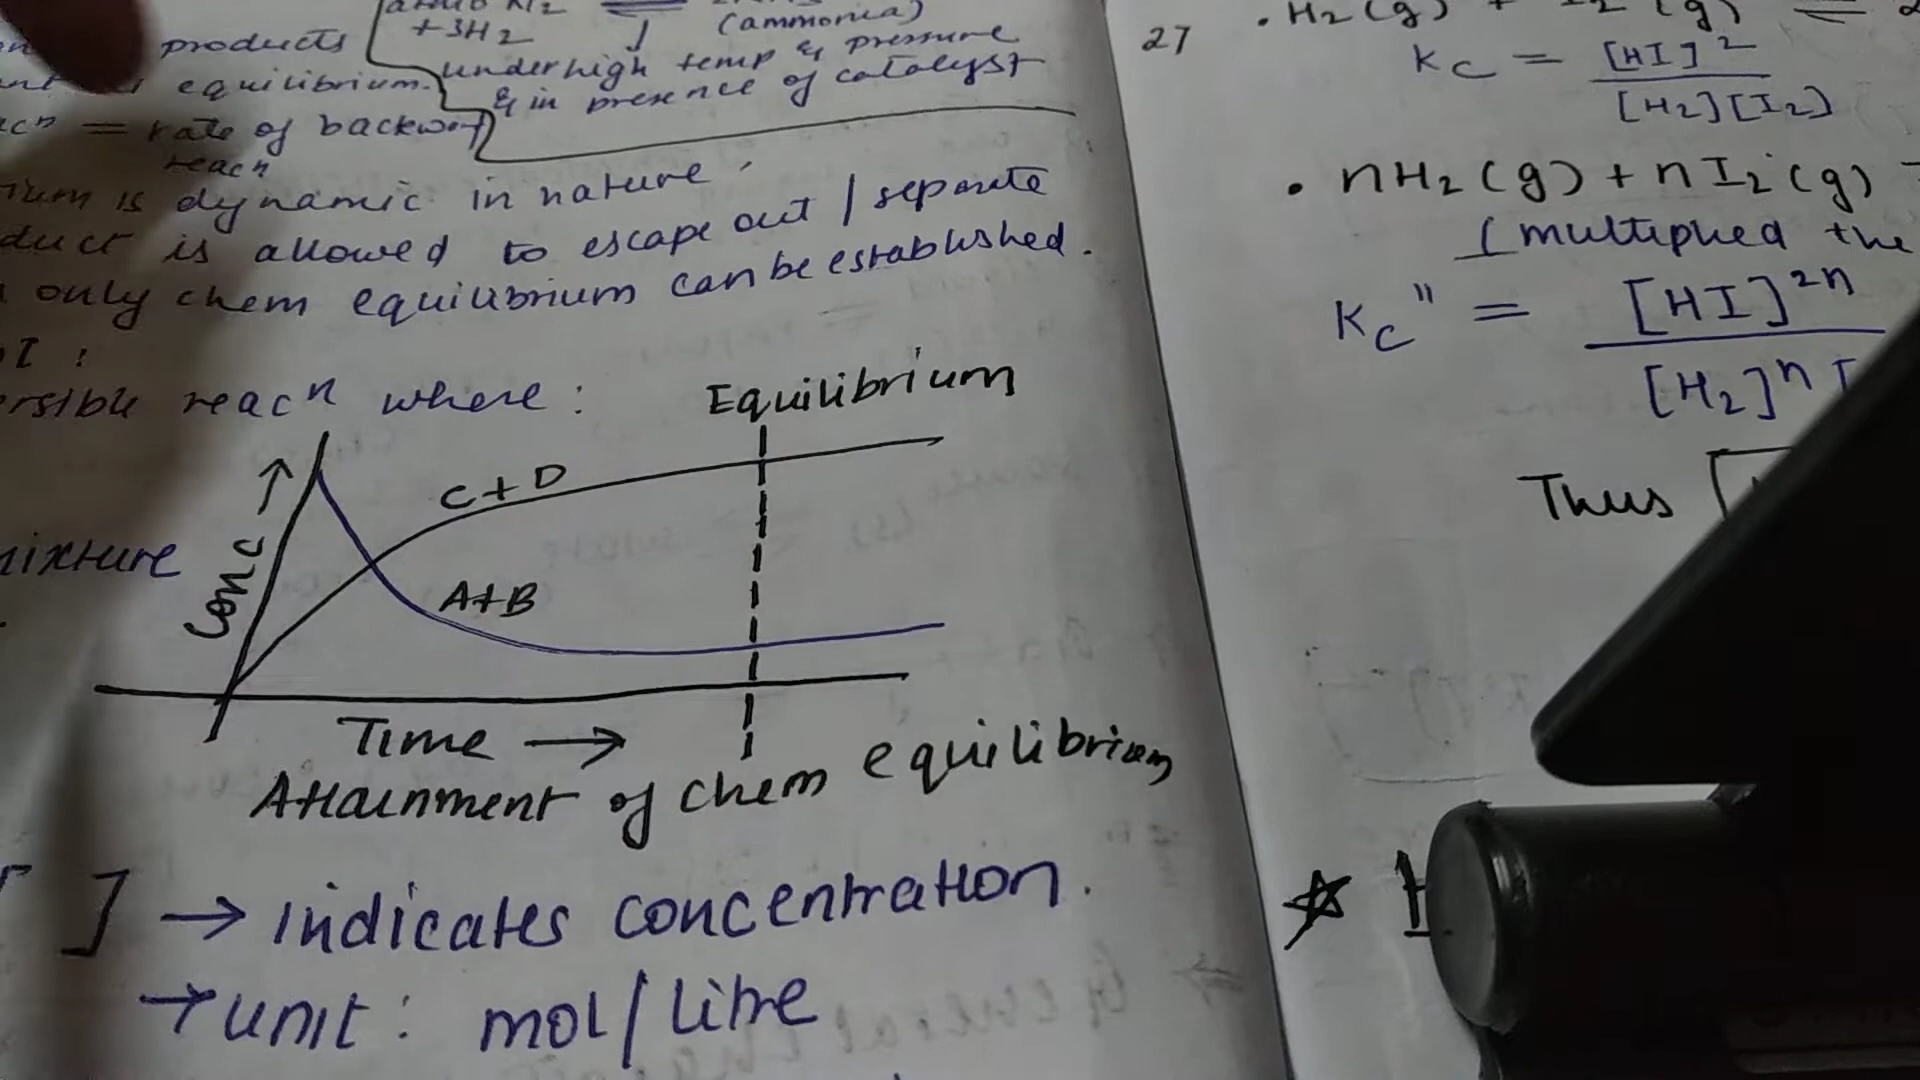 +3H2
(ammonia)
products
under high temp & pressure
equilibrium.
& in presence of catalyst
= rate of backward
reacn
is dynamic in nature,
is allowed to escape out / separate
only chem equilibrium can be established.
I :
reacn where :
Equilibrium
C+D
Conc
mixture
A+B
Time →
Attainment of chem equilibrium
[ ] → indicates concentration.
→ unit : mol/litre
27
. H2(g) + I2(g) ⇌
Kc = [HI]2
[H2][I2]
• nH2(g) + nI2(g)
(multiplied the
Kc" = [HI]2n
[H2]n [
Thus